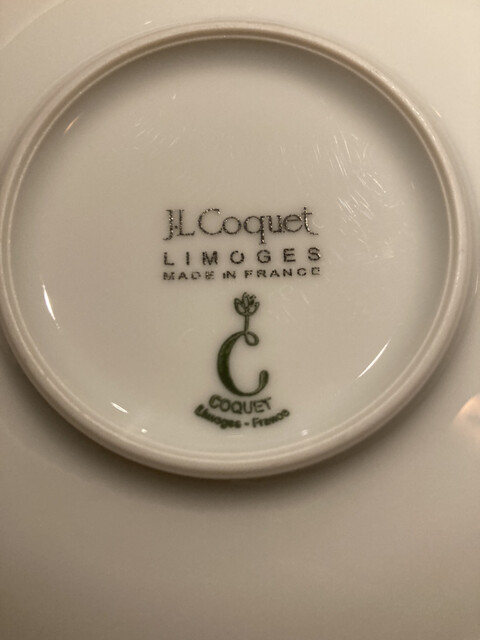 J.L Coquet
LIMOGES
MADE IN FRANCE
C
COQUET
Limoges - France